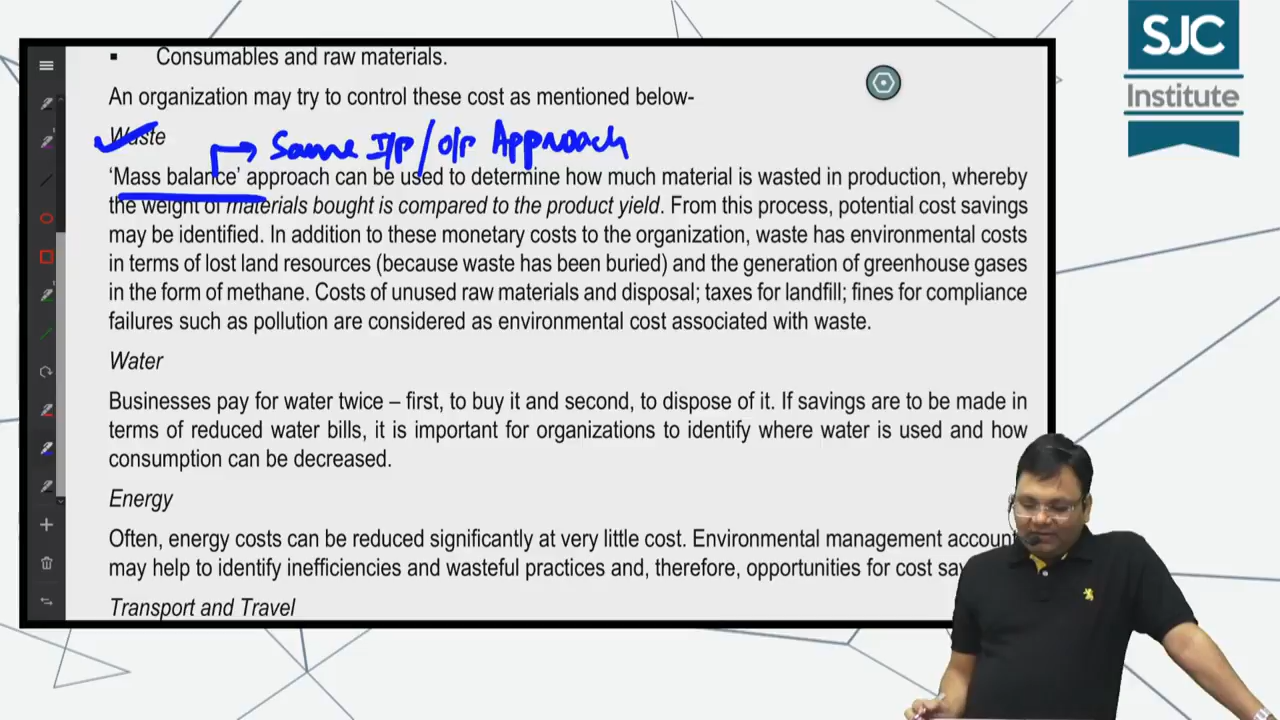 SJC
Institute
▪ Consumables and raw materials.
An organization may try to control these cost as mentioned below-
Waste
Same I/p / O/p Approach
‘Mass balance’ approach can be used to determine how much material is wasted in production, whereby
the weight of materials bought is compared to the product yield. From this process, potential cost savings
may be identified. In addition to these monetary costs to the organization, waste has environmental costs
in terms of lost land resources (because waste has been buried) and the generation of greenhouse gases
in the form of methane. Costs of unused raw materials and disposal; taxes for landfill; fines for compliance
failures such as pollution are considered as environmental cost associated with waste.
Water
Businesses pay for water twice – first, to buy it and second, to dispose of it. If savings are to be made in
terms of reduced water bills, it is important for organizations to identify where water is used and how
consumption can be decreased.
Energy
Often, energy costs can be reduced significantly at very little cost. Environmental management account
may help to identify inefficiencies and wasteful practices and, therefore, opportunities for cost sa
Transport and Travel